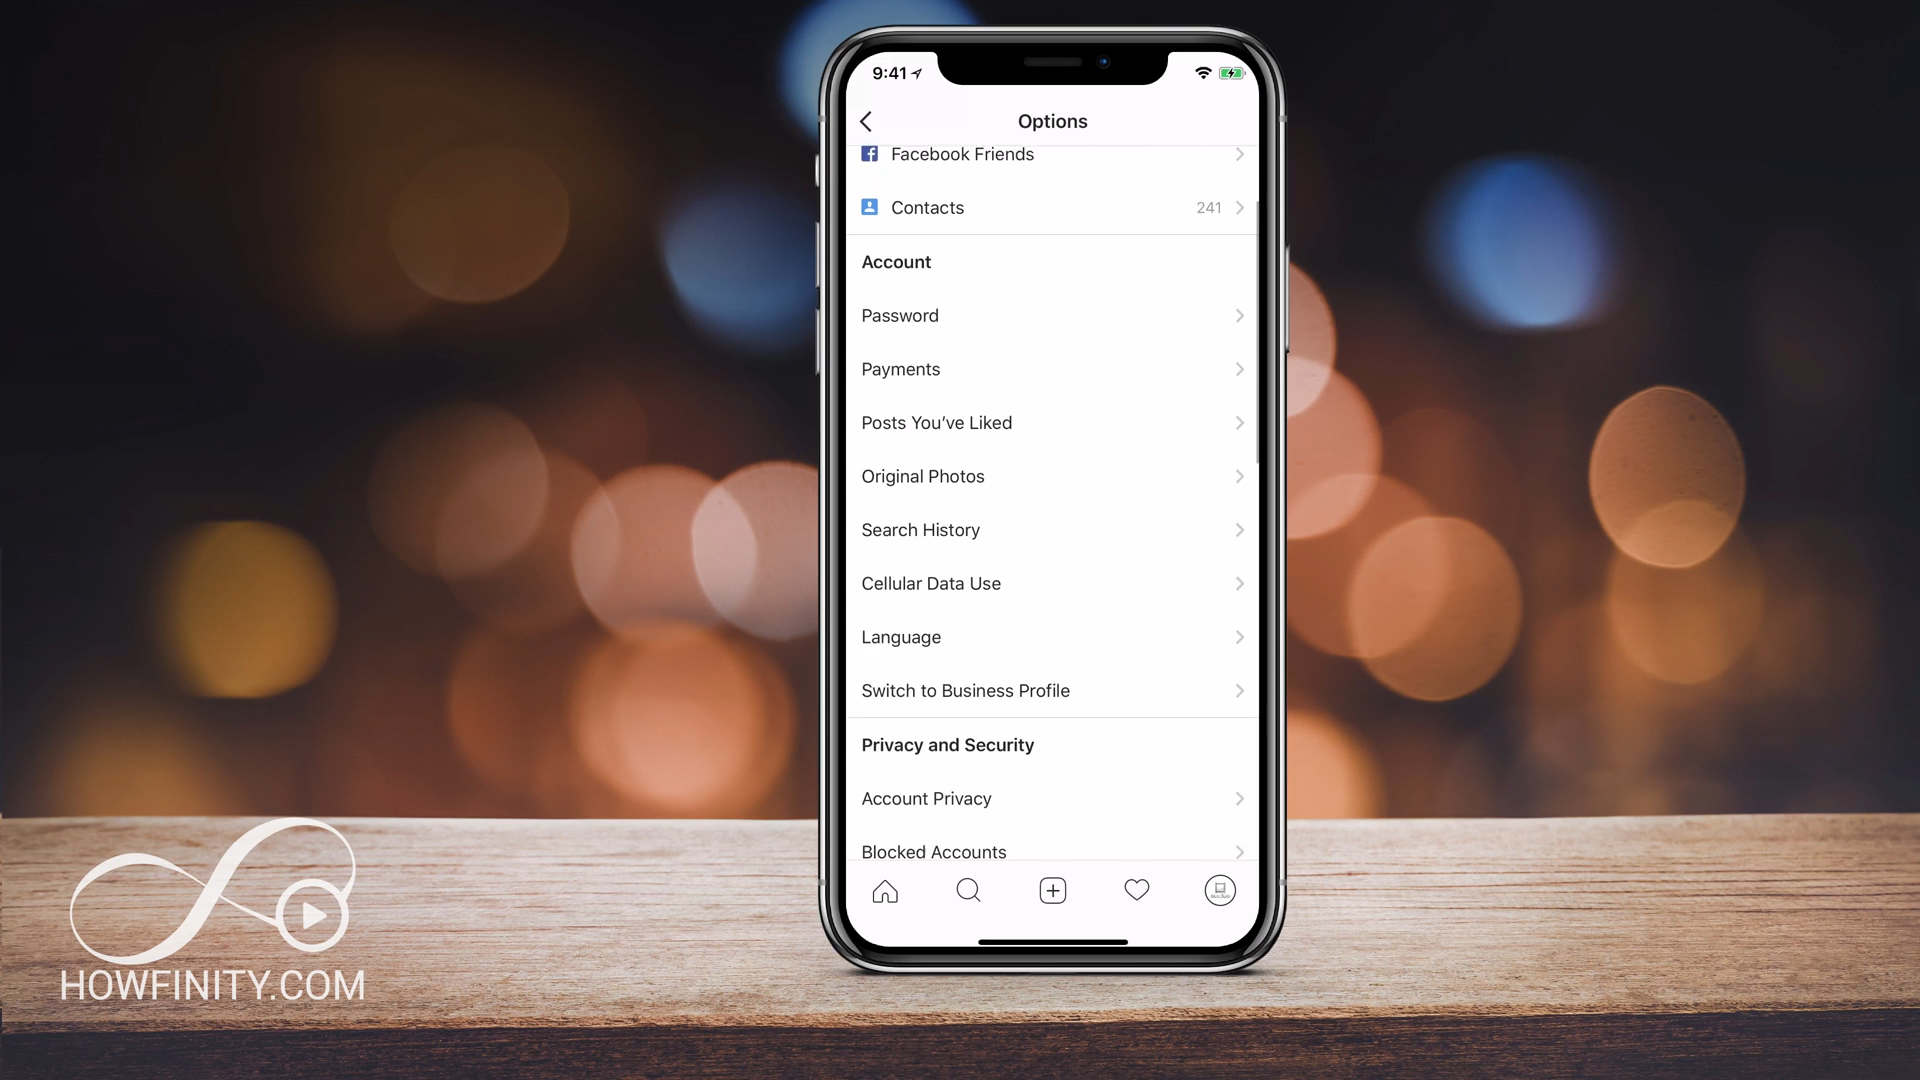 9:41
Options
Facebook Friends
Contacts 241
Account
Password
Payments
Posts You’ve Liked
Original Photos
Search History
Cellular Data Use
Language
Switch to Business Profile
Privacy and Security
Account Privacy
Blocked Accounts
HOWFINITY.COM